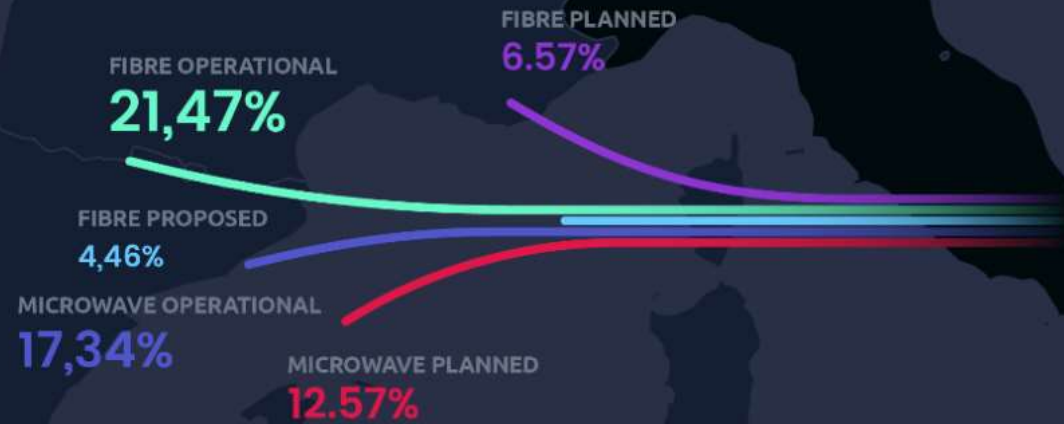 FIBRE PLANNED
6.57%
FIBRE OPERATIONAL
21,47%
FIBRE PROPOSED
4,46%
MICROWAVE OPERATIONAL
17,34%
MICROWAVE PLANNED
12.57%